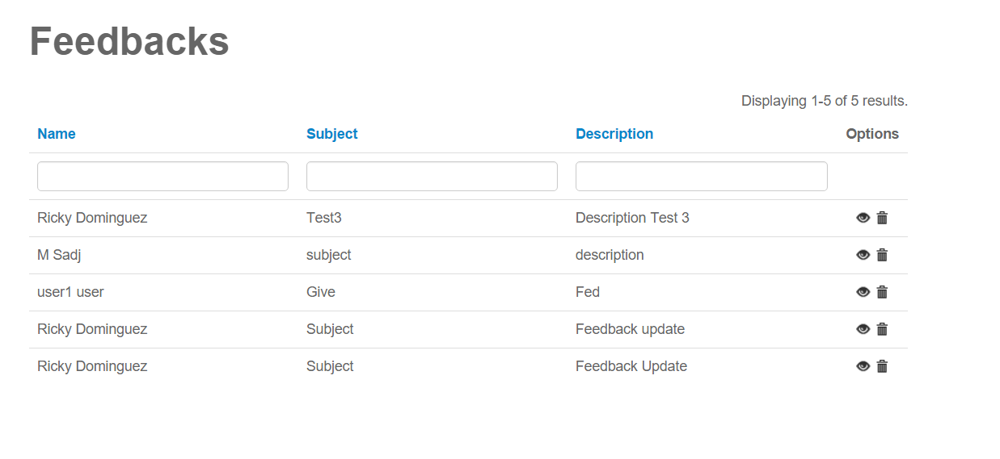 Feedbacks
Displaying 1-5 of 5 results.
Name Subject Description Options
Ricky Dominguez Test3 Description Test 3
M Sadj subject description
user1 user Give Fed
Ricky Dominguez Subject Feedback update
Ricky Dominguez Subject Feedback Update